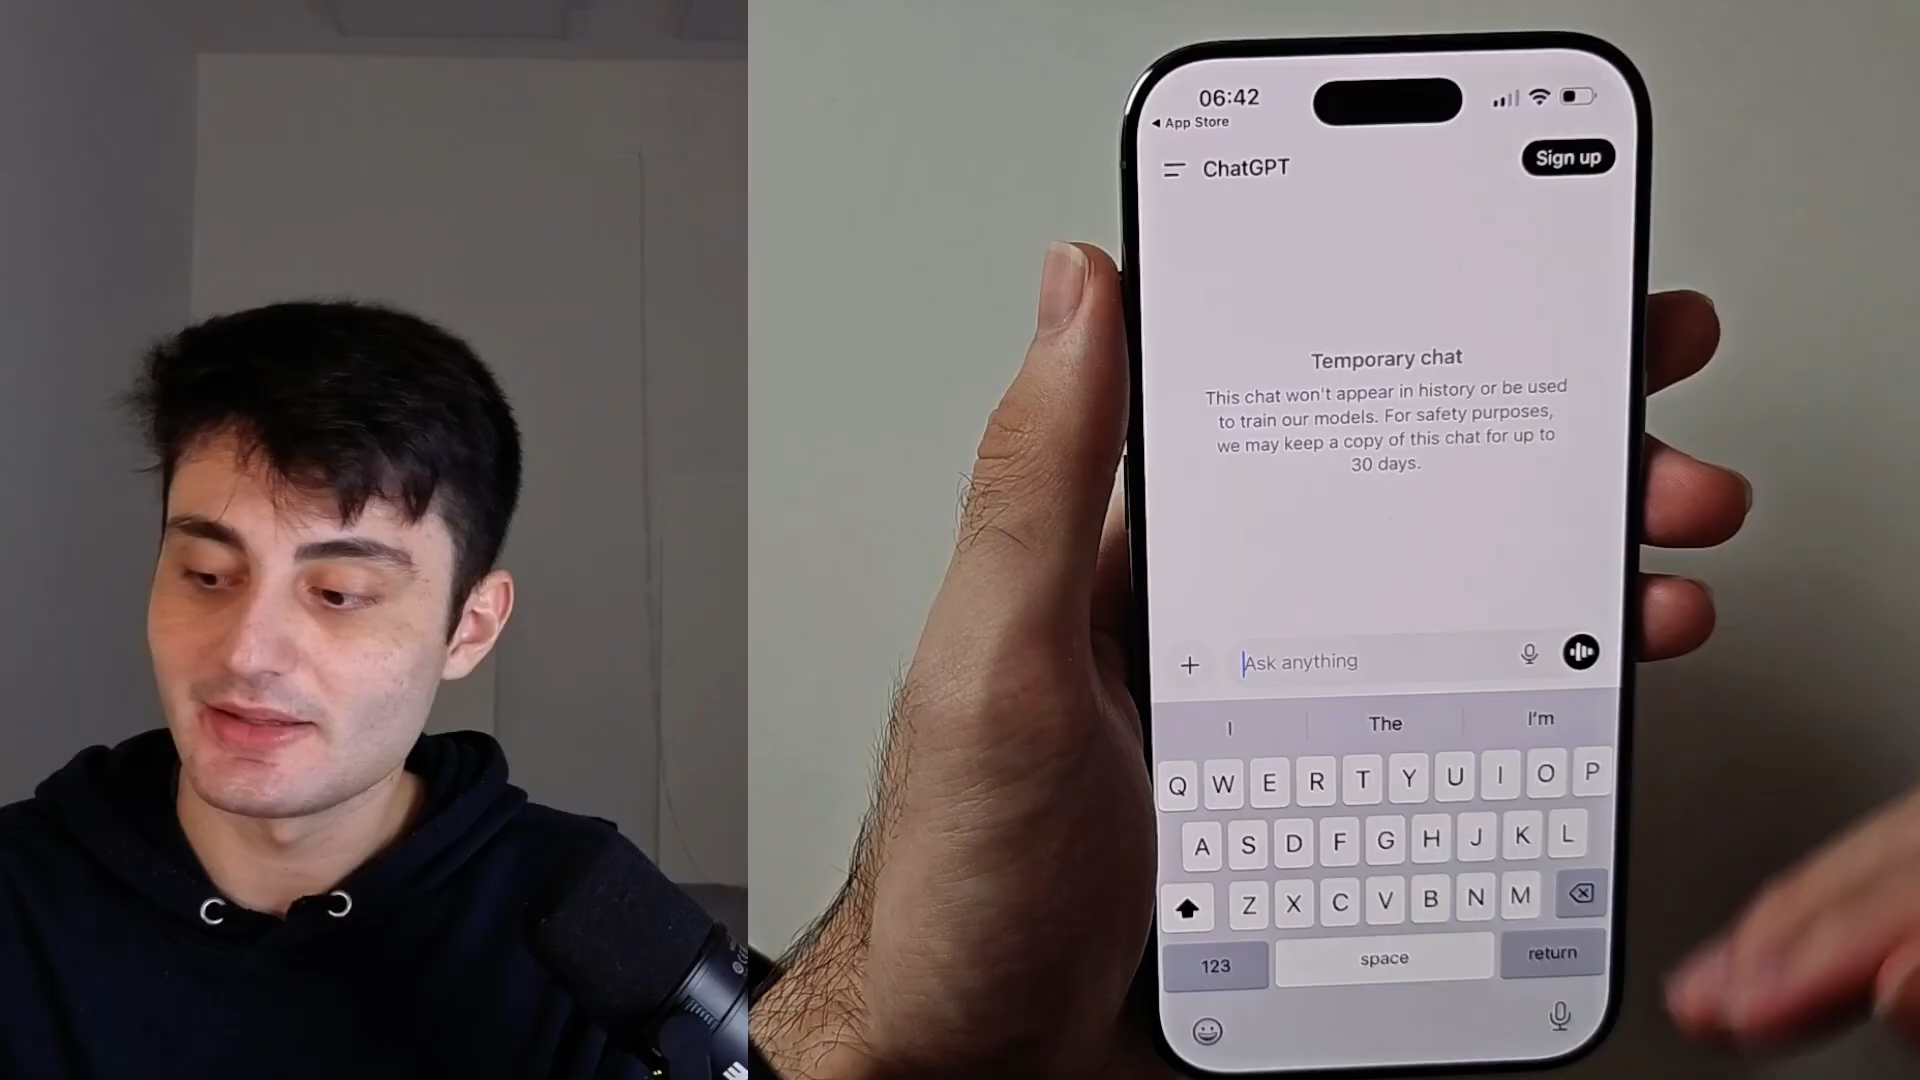 06:42
App Store
ChatGPT
Sign up
Temporary chat
This chat won't appear in history or be used
to train our models. For safety purposes,
we may keep a copy of this chat for up to
30 days.
Ask anything
I The I'm
Q W E R T Y U I O P
A S D F G H J K L
Z X C V B N M
123 space return